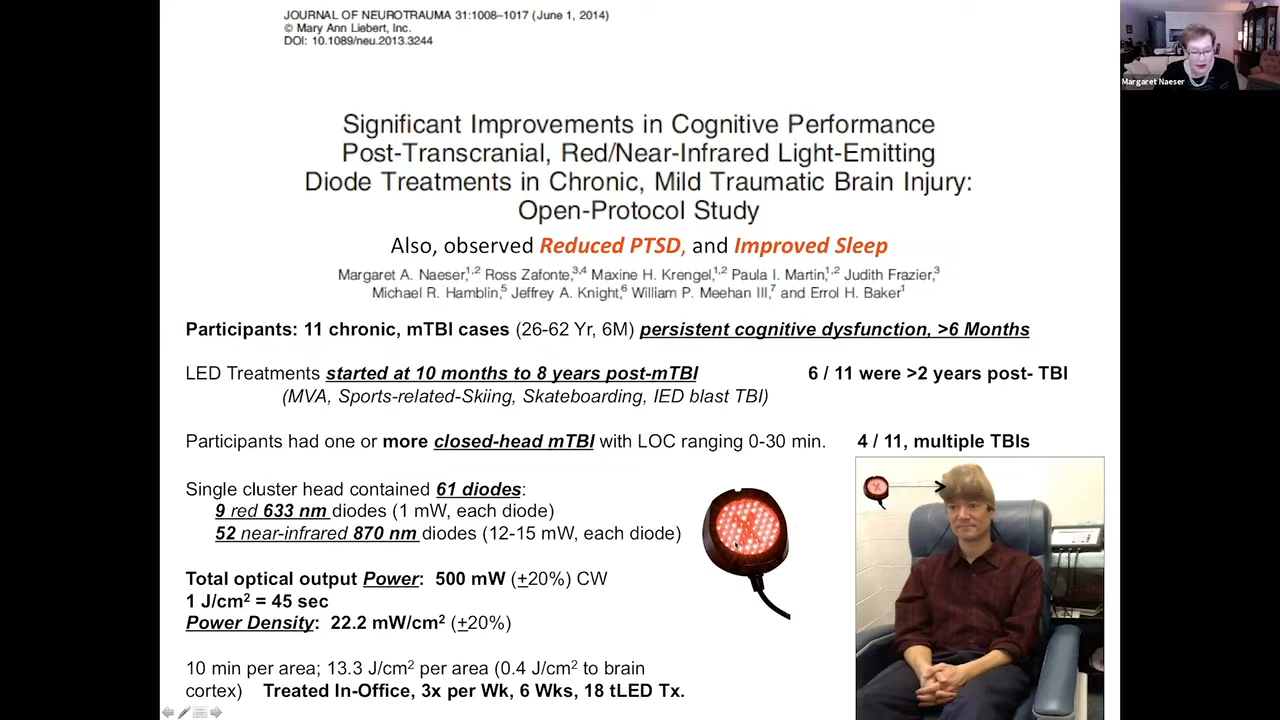 JOURNAL OF NEUROTRAUMA 31:1008–1017 (June 1, 2014)
© Mary Ann Liebert, Inc.
DOI: 10.1089/neu.2013.3244
Margaret Naeser
Significant Improvements in Cognitive Performance
Post-Transcranial, Red/Near-Infrared Light-Emitting
Diode Treatments in Chronic, Mild Traumatic Brain Injury:
Open-Protocol Study
Also, observed Reduced PTSD, and Improved Sleep
Margaret A. Naeser,1,2 Ross Zafonte,3,4 Maxine H. Krengel,1,2 Paula I. Martin,1,2 Judith Frazier,3
Michael R. Hamblin,5 Jeffrey A. Knight,6 William P. Meehan III,7 and Errol H. Baker1
Participants: 11 chronic, mTBI cases (26-62 Yr, 6M) persistent cognitive dysfunction, >6 Months
LED Treatments started at 10 months to 8 years post-mTBI 6 / 11 were >2 years post- TBI
(MVA, Sports-related-Skiing, Skateboarding, IED blast TBI)
Participants had one or more closed-head mTBI with LOC ranging 0-30 min. 4 / 11, multiple TBIs
Single cluster head contained 61 diodes:
9 red 633 nm diodes (1 mW, each diode)
52 near-infrared 870 nm diodes (12-15 mW, each diode)
Total optical output Power: 500 mW (±20%) CW
1 J/cm² = 45 sec
Power Density: 22.2 mW/cm² (±20%)
10 min per area; 13.3 J/cm² per area (0.4 J/cm² to brain
cortex) Treated In-Office, 3x per Wk, 6 Wks, 18 tLED Tx.